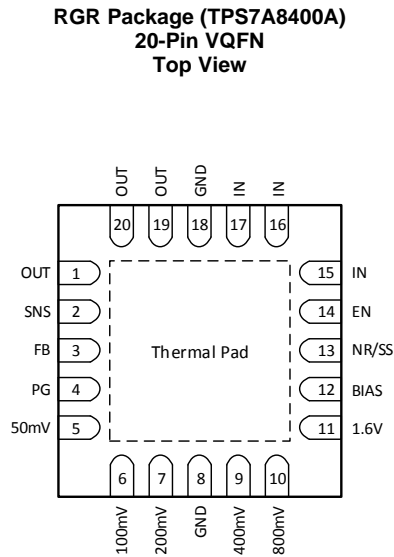 RGR Package (TPS7A8400A)
20-Pin VQFN
Top View
OUT
OUT
GND
IN
IN
20
19
18
17
16
OUT 1
15 IN
SNS 2
14 EN
FB 3
Thermal Pad
13 NR/SS
PG 4
12 BIAS
50mV 5
11 1.6V
6
7
8
9
10
100mV
200mV
GND
400mV
800mV